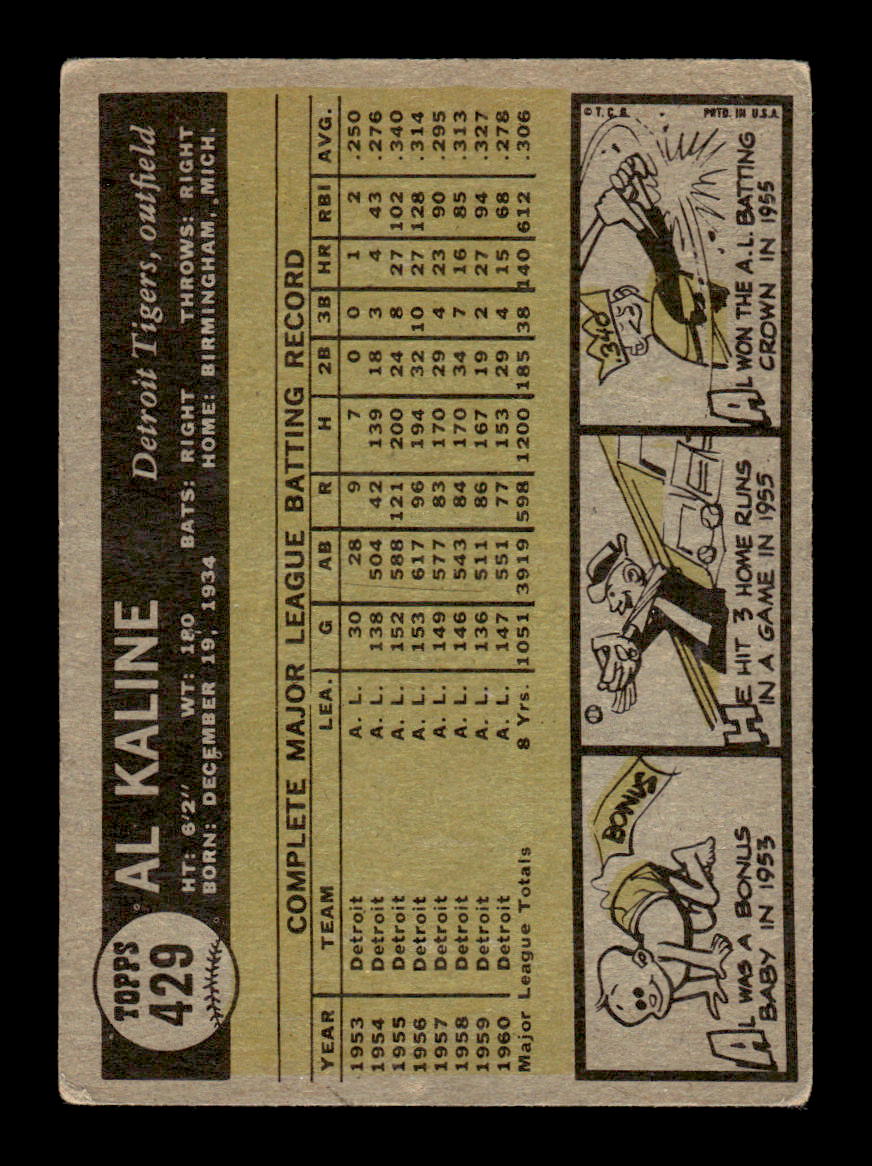 TOPPS
429
AL KALINE
Detroit Tigers, outfield
HT: 6'2" WT: 180 BATS: RIGHT THROWS: RIGHT
BORN: DECEMBER 19, 1934 HOME: BIRMINGHAM, MICH.
COMPLETE MAJOR LEAGUE BATTING RECORD
YEAR TEAM LEA. G AB R H 2B 3B HR RBI AVG.
1953 Detroit A. L. 30 28 9 7 0 0 1 2 .250
1954 Detroit A. L. 138 504 42 139 18 3 4 43 .276
1955 Detroit A. L. 152 588 121 200 24 8 27 102 .340
1956 Detroit A. L. 153 617 96 194 32 10 27 128 .314
1957 Detroit A. L. 149 577 83 170 29 4 23 90 .295
1958 Detroit A. L. 146 543 84 170 34 7 16 85 .313
1959 Detroit A. L. 136 511 86 167 19 2 27 94 .327
1960 Detroit A. L. 147 551 77 153 29 4 15 68 .278
Major League Totals 8 Yrs. 1051 3919 598 1200 185 38 140 612 .306
BONUS
AL WAS A BONUS
BABY IN 1953
HE HIT 3 HOME RUNS
IN A GAME IN 1955
© T. C. G. PRTD. IN U.S.A.
.340
AL WON THE A.L. BATTING
CROWN IN 1955